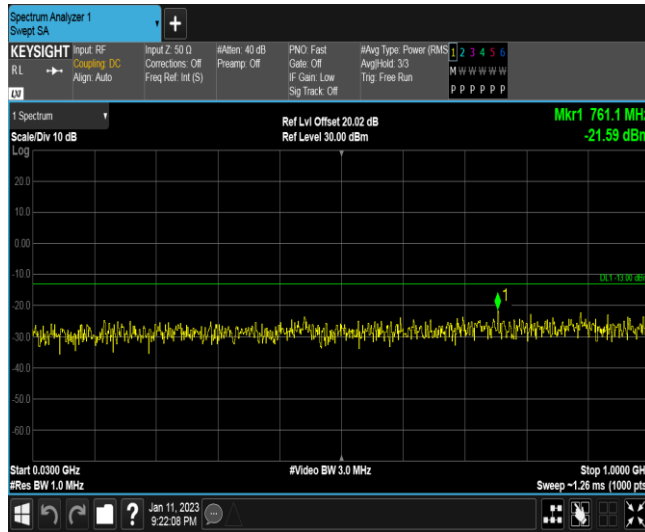 Spectrum Analyzer 1
Swept SA
+
KEYSIGHT
RL
LXI
Input: RF
Coupling: DC
Align: Auto
Input Z: 50 Ω
Corrections: Off
Freq Ref: Int (S)
#Atten: 40 dB
Preamp: Off
PNO: Fast
Gate: Off
IF Gain: Low
Sig Track: Off
#Avg Type: Power (RMS
Avg|Hold: 3/3
Trig: Free Run
1 2 3 4 5 6
M W W W W W
P P P P P P
1 Spectrum
Scale/Div 10 dB
Log
Ref Lvl Offset 20.02 dB
Ref Level 30.00 dBm
Mkr1 761.1 MHz
-21.59 dBm
20.0
10.0
0.00
-10.0
DL1 -13.00 dBm
1
-20.0
-30.0
-40.0
-50.0
-60.0
Start 0.0300 GHz
#Res BW 1.0 MHz
#Video BW 3.0 MHz
Stop 1.0000 GH
Sweep ~1.26 ms (1000 pts
?
Jan 11, 2023
9:22:08 PM